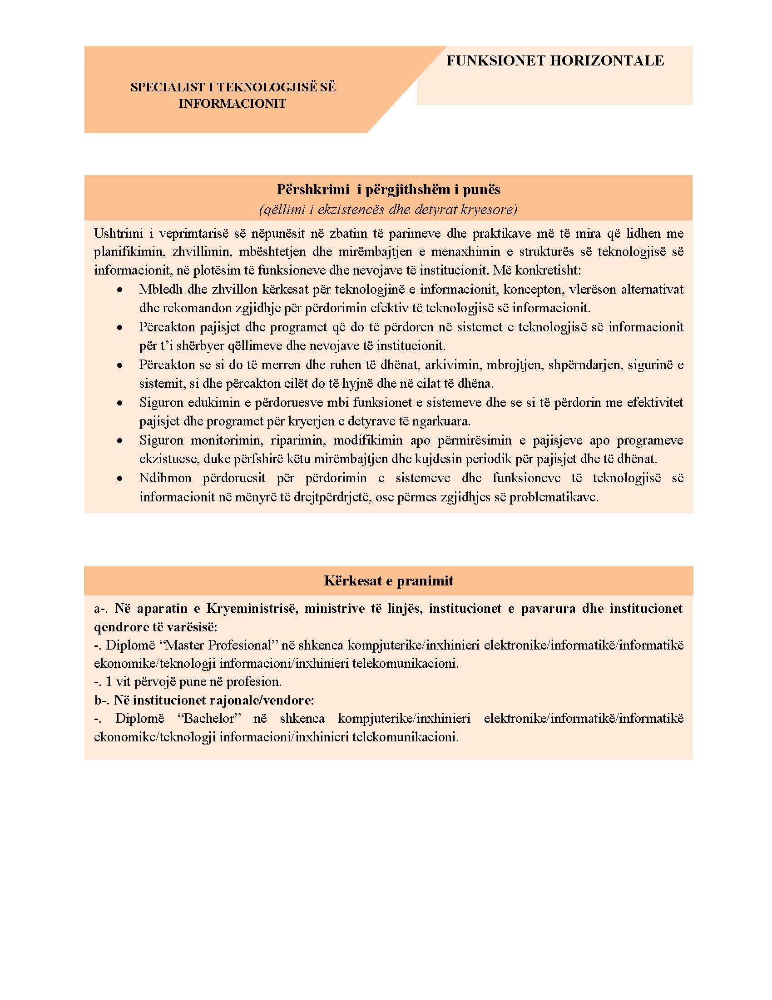 FUNKSIONET HORIZONTALE
SPECIALIST I TEKNOLOGJISË SË
INFORMACIONIT
Përshkrimi i përgjithshëm i punës
(qëllimi i ekzistencës dhe detyrat kryesore)
Ushtrimi i veprimtarisë së nëpunësit në zbatim të parimeve dhe praktikave më të mira që lidhen me
planifikimin, zhvillimin, mbështetjen dhe mirëmbajtjen e menaxhimin e strukturës së teknologjisë së
informacionit, në plotësim të funksioneve dhe nevojave të institucionit. Më konkretisht:
• Mbledh dhe zhvillon kërkesat për teknologjinë e informacionit, koncepton, vlerëson alternativat
dhe rekomandon zgjidhje për përdorimin efektiv të teknologjisë së informacionit.
• Përcakton pajisjet dhe programet që do të përdoren në sistemet e teknologjisë së informacionit
për t’i shërbyer qëllimeve dhe nevojave të institucionit.
• Përcakton se si do të merren dhe ruhen të dhënat, arkivimin, mbrojtjen, shpërndarjen, sigurinë e
sistemit, si dhe përcakton cilët do të hyjnë dhe në cilat të dhëna.
• Siguron edukimin e përdoruesve mbi funksionet e sistemeve dhe se si të përdorin me efektivitet
pajisjet dhe programet për kryerjen e detyrave të ngarkuara.
• Siguron monitorimin, riparimin, modifikimin apo përmirësimin e pajisjeve apo programeve
ekzistuese, duke përfshirë këtu mirëmbajtjen dhe kujdesin periodik për pajisjet dhe të dhënat.
• Ndihmon përdoruesit për përdorimin e sistemeve dhe funksioneve të teknologjisë së
informacionit në mënyrë të drejtpërdrjetë, ose përmes zgjidhjes së problematikave.
Kërkesat e pranimit
a-. Në aparatin e Kryeministrisë, ministrive të linjës, institucionet e pavarura dhe institucionet
qendrore të varësisë:
-. Diplomë “Master Profesional” në shkenca kompjuterike/inxhinieri elektronike/informatikë/informatikë
ekonomike/teknologji informacioni/inxhinieri telekomunikacioni.
-. 1 vit përvojë pune në profesion.
b-. Në institucionet rajonale/vendore:
-. Diplomë “Bachelor” në shkenca kompjuterike/inxhinieri elektronike/informatikë/informatikë
ekonomike/teknologji informacioni/inxhinieri telekomunikacioni.